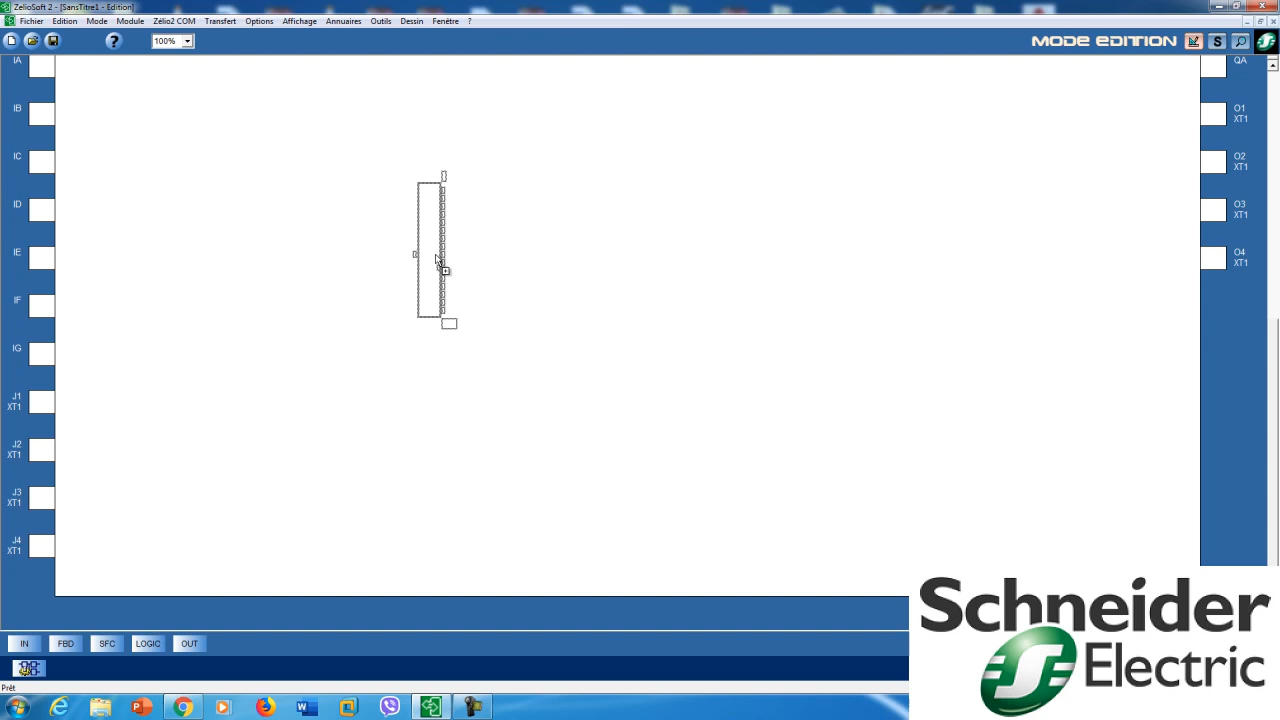 ZelioSoft 2 - [SansTitre1 - Edition]
Fichier Edition Mode Module Zélio2 COM Transfert Options Affichage Annuaires Outils Dessin Fenêtre ?
? 100% MODE EDITION S
IA QA
IB O1
XT1
IC O2
XT1
ID O3
XT1
IE O4
XT1
IF
IG
J1
XT1
J2
XT1
J3
XT1
J4
XT1
Schneider
Electric
IN FBD SFC LOGIC OUT
Prêt